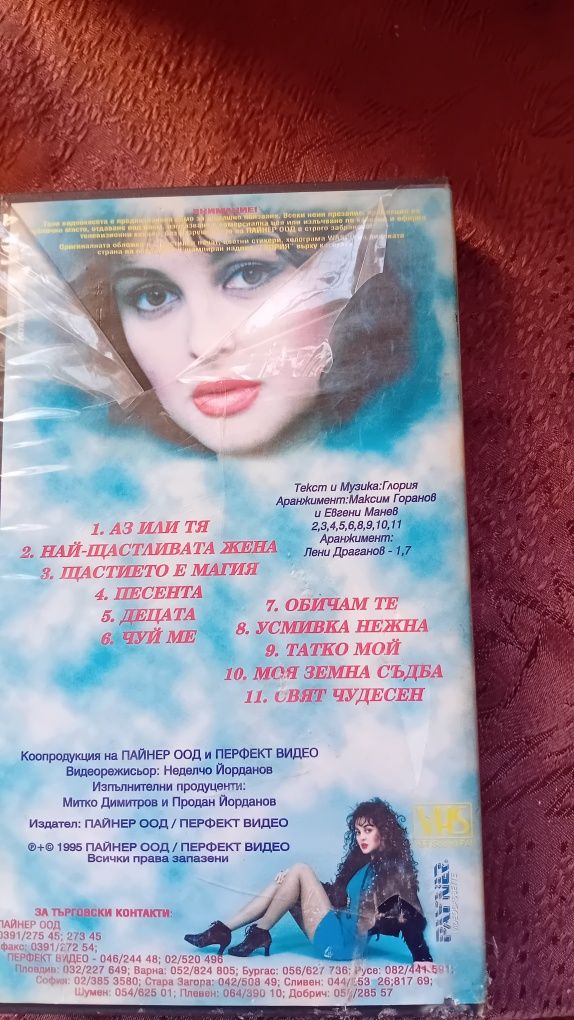 ВНИМАНИЕ!
ПАЙНЕР ООД е строго забранено
Текст и Музика:Глория
Аранжимент:Максим Горанов
и Евгени Манев
2,3,4,5,6,8,9,10,11
Аранжимент:
Лени Драганов - 1,7
1. АЗ ИЛИ ТЯ
2. НАЙ-ЩАСТЛИВАТА ЖЕНА
3. ЩАСТИЕТО Е МАГИЯ
4. ПЕСЕНТА
5. ДЕЦАТА
6. ЧУЙ МЕ
7. ОБИЧАМ ТЕ
8. УСМИВКА НЕЖНА
9. ТАТКО МОЙ
10. МОЯ ЗЕМНА СЪДБА
11. СВЯТ ЧУДЕСЕН
Коопродукция на ПАЙНЕР ООД и ПЕРФЕКТ ВИДЕО
Видеорежисьор: Неделчо Йорданов
Изпълнителни продуценти:
Митко Димитров и Продан Йорданов
Издател: ПАЙНЕР ООД / ПЕРФЕКТ ВИДЕО
℗+© 1995 ПАЙНЕР ООД / ПЕРФЕКТ ВИДЕО
Всички права запазени
VHS
PAYNER
ЗА ТЪРГОВСКИ КОНТАКТИ:
ПАЙНЕР ООД
0391/275 45; 273 45
факс: 0391/272 54;
ПЕРФЕКТ ВИДЕО - 046/244 48; 02/520 496
Пловдив: 032/227 649; Варна: 052/824 805; Бургас: 056/627 736; Русе: 082/441 591;
София: 02/385 3580; Стара Загора: 042/508 49; Сливен: 044/253 26;817 69;
Шумен: 054/625 01; Плевен: 064/390 10; Добрич: 058/285 57